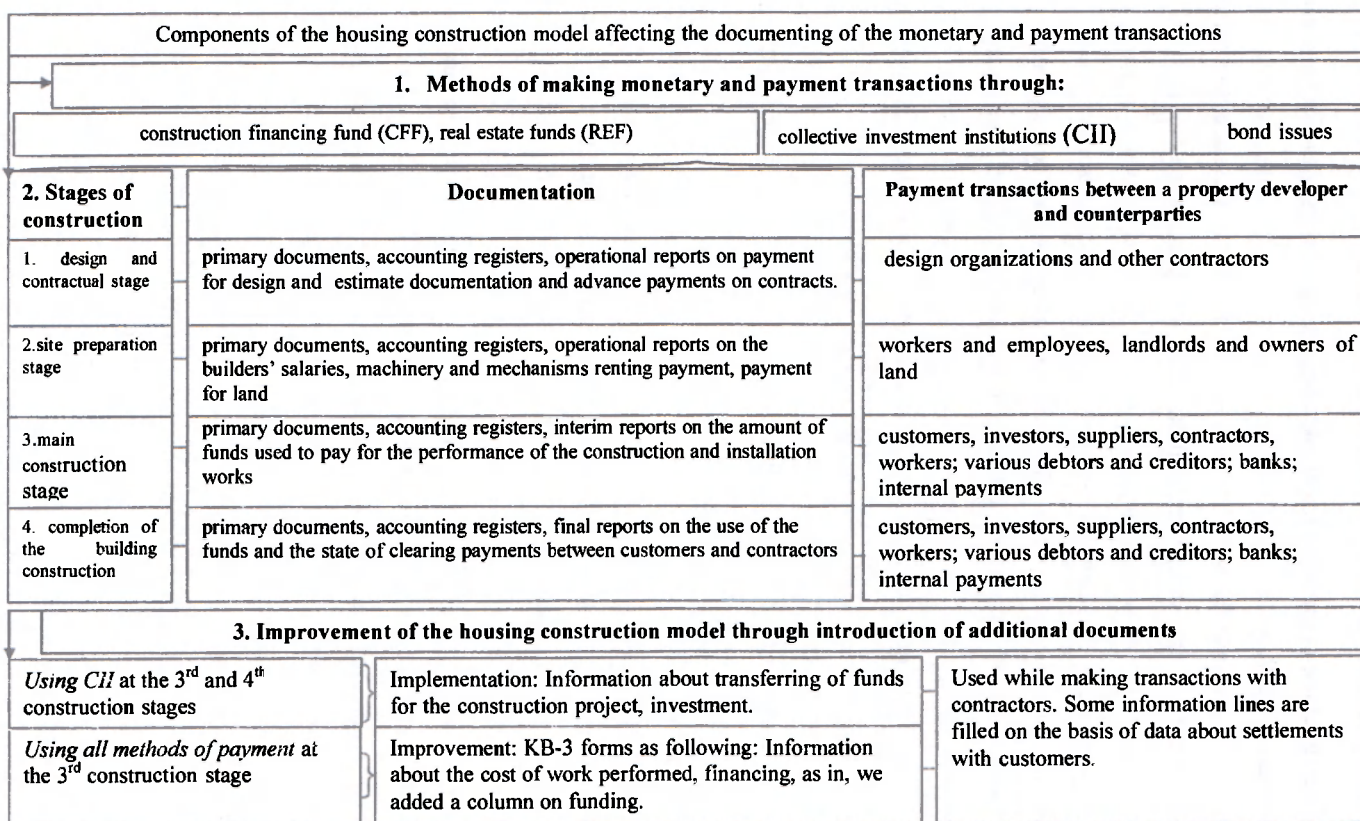 Components of the housing construction model affecting the documenting of the monetary and payment transactions
1. Methods of making monetary and payment transactions through:
construction financing fund (CFF), real estate funds (REF)
collective investment institutions (CII)
bond issues
2. Stages of
construction
Documentation
Payment transactions between a property developer
and counterparties
1. design and
contractual stage
primary documents, accounting registers, operational reports on payment
for design and estimate documentation and advance payments on contracts.
design organizations and other contractors
2.site preparation
stage
primary documents, accounting registers, operational reports on the
builders' salaries, machinery and mechanisms renting payment, payment
for land
workers and employees, landlords and owners of
land
3.main
construction
stage
primary documents, accounting registers, interim reports on the amount of
funds used to pay for the performance of the construction and installation
works
customers, investors, suppliers, contractors,
workers; various debtors and creditors; banks;
internal payments
4. completion of
the building
construction
primary documents, accounting registers, final reports on the use of the
funds and the state of clearing payments between customers and contractors
customers, investors, suppliers, contractors,
workers; various debtors and creditors; banks;
internal payments
3. Improvement of the housing construction model through introduction of additional documents
Using CII at the 3rd and 4th
construction stages
Implementation: Information about transferring of funds
for the construction project, investment.
Used while making transactions with
contractors. Some information lines are
filled on the basis of data about settlements
with customers.
Using all methods of payment at
the 3rd construction stage
Improvement: KB-3 forms as following: Information
about the cost of work performed, financing, as in, we
added a column on funding.